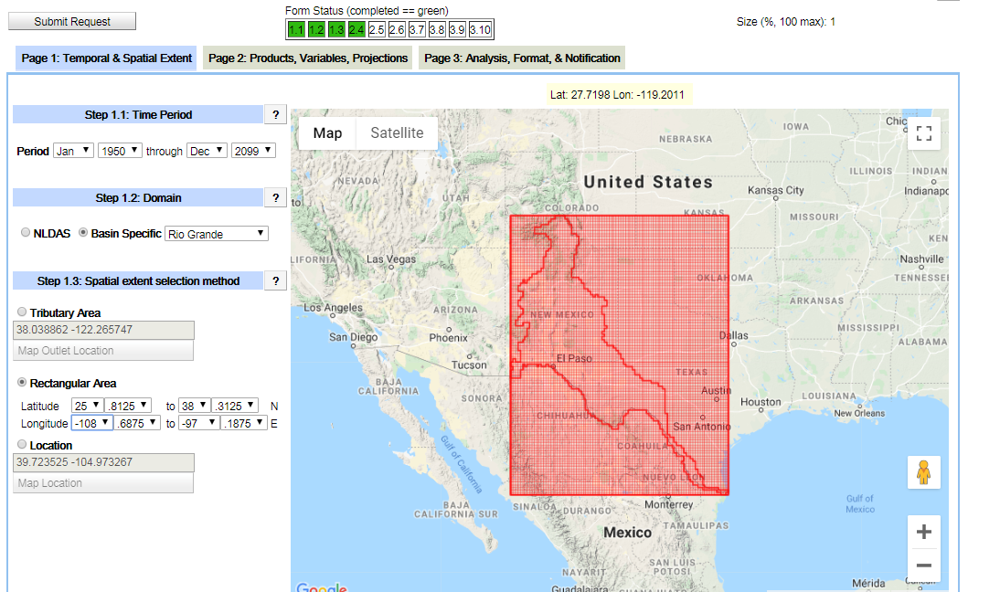 Submit Request
Form Status (completed == green)
1.1 1.2 1.3 2.4 2.5 2.6 3.7 3.8 3.9 3.10
Size (%, 100 max): 1
Page 1: Temporal & Spatial Extent
Page 2: Products, Variables, Projections
Page 3: Analysis, Format, & Notification
Lat: 27.7198 Lon: -119.2011
Step 1.1: Time Period
?
Period Jan 1950 through Dec 2099
Step 1.2: Domain
?
NLDAS Basin Specific Rio Grande
Step 1.3: Spatial extent selection method
?
Tributary Area
38.038862 -122.265747
Map Outlet Location
Rectangular Area
Latitude 25 .8125 to 38 .3125 N
Longitude -108 .6875 to -97 .1875 E
Location
39.723525 -104.973267
Map Location
Map Satellite
Chic
IOWA
NEBRASKA
ILLINOIS
INDIAN
NEVADA
United States
Kansas City
Indianapo
UTAH
to
COLORADO
KANSAS
MISSOURI
KEN
LIFORNIA
Las Vegas
Nashville
OKLAHOMA
TENNESSEE
ARKANSAS
Los Angeles
ARIZONA
NEW MEXICO
MISSISSIPPI
San Diego
Phoenix
Dallas
ALABAMA
El Paso
Tucson
TEXAS
BAJA
CALIFORNIA
SONORA
Austin
Houston
LOUISIANA
New Orleans
CHIHUAHUA
San Antonio
COAHUILA
Gulf of California
NUEVO LEON
Gulf of
Mexico
BAJA
CALIFORNIA SUR
SINALOA
DURANGO
Monterrey
Mexico
TAMAULIPAS
SAN LUIS
POTOSI
NAYARIT
Mérida
Cancun
Google
Guadalajara
GUANAJUATO